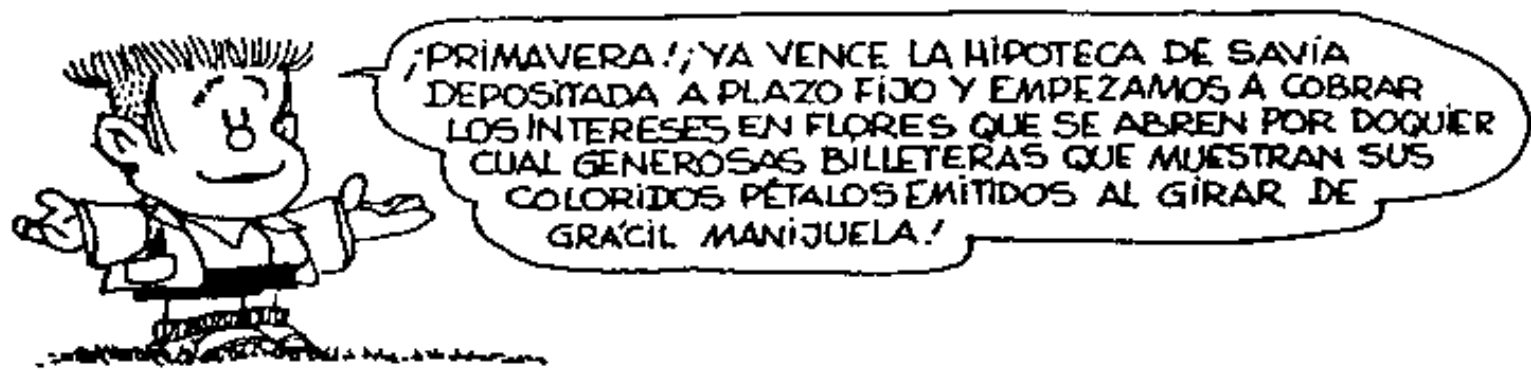 ¡PRIMAVERA!¡YA VENCE LA HIPOTECA DE SAVÍA
DEPOSITADA A PLAZO FIJO Y EMPEZAMOS A COBRAR
LOS INTERESES EN FLORES QUE SE ABREN POR DOQUIER
CUAL GENEROSAS BILLETERAS QUE MUESTRAN SUS
COLORIDOS PÉTALOS EMITIDOS AL GIRAR DE
GRÁCIL MANIJUELA!